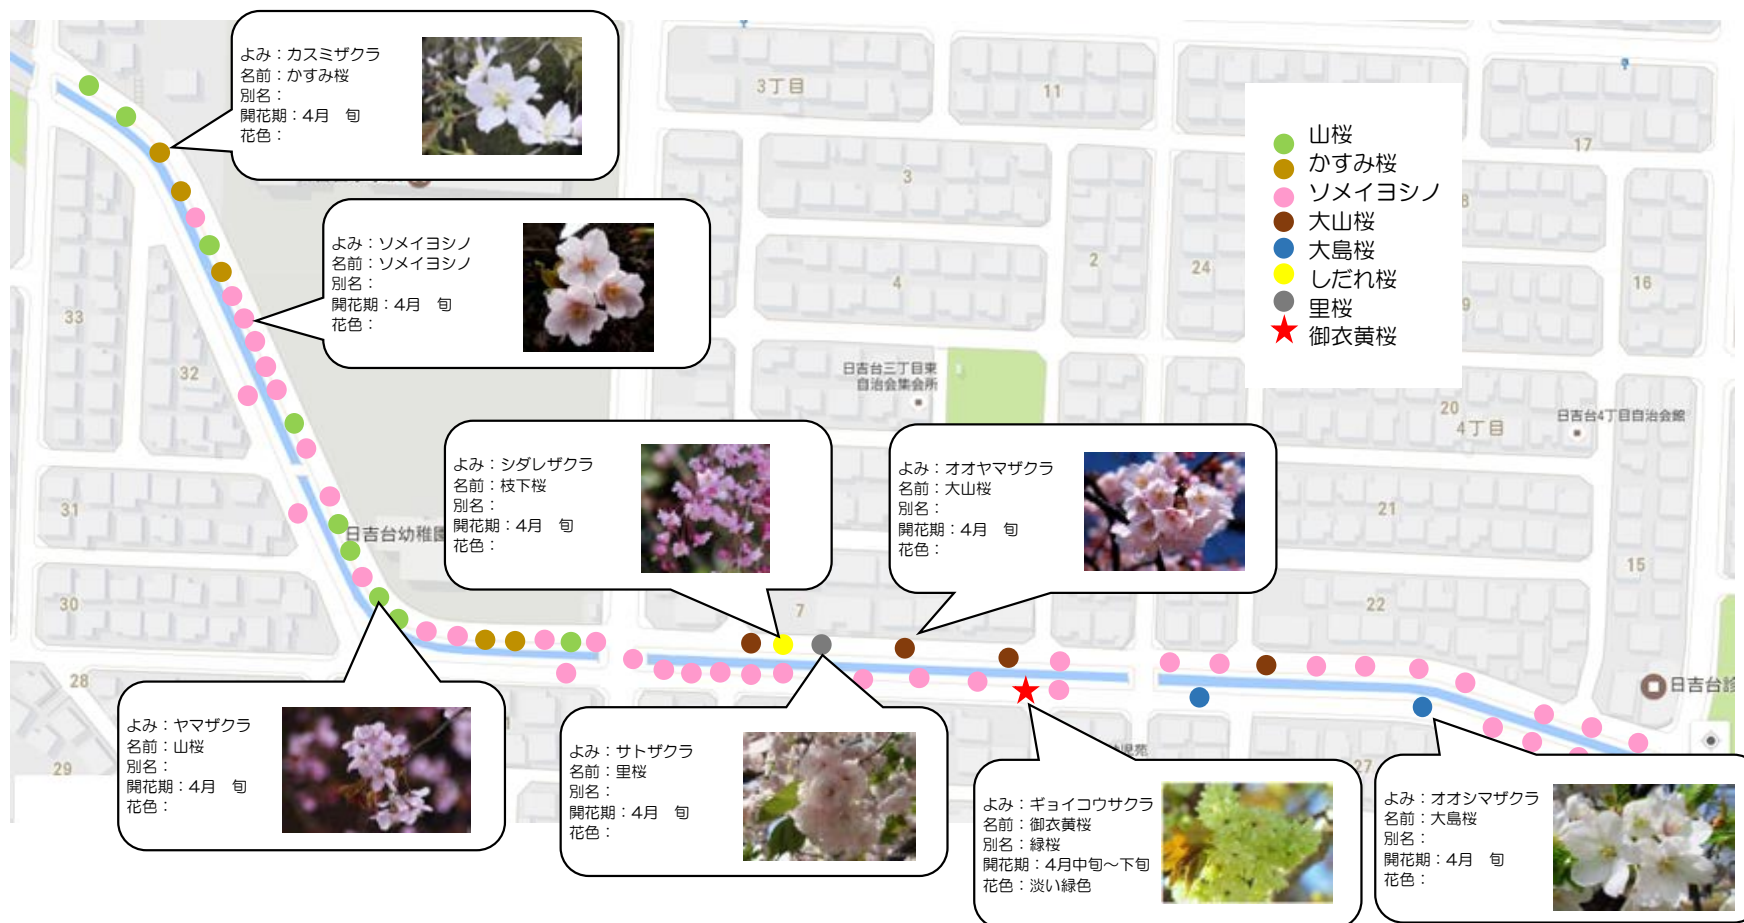 よみ：カスミザクラ
名前：かすみ桜
別名：
開花期：4月　旬
花色：
3丁目
11
17
山桜
かすみ桜
ソメイヨシノ
大山桜
大島桜
しだれ桜
里桜
御衣黄桜
3
8
よみ：ソメイヨシノ
名前：ソメイヨシノ
別名：
開花期：4月　旬
花色：
2
24
4
16
9
33
32
日吉台三丁目東
自治会集会所
20
4丁目
日吉台4丁目自治会館
よみ：シダレザクラ
名前：枝下桜
別名：
開花期：4月　旬
花色：
よみ：オオヤマザクラ
名前：大山桜
別名：
開花期：4月　旬
花色：
31
日吉台幼稚園
21
15
30
7
22
28
日吉台診
29
よみ：ヤマザクラ
名前：山桜
別名：
開花期：4月　旬
花色：
よみ：サトザクラ
名前：里桜
別名：
開花期：4月　旬
花色：
児苑
27
よみ：ギョイコウサクラ
名前：御衣黄桜
別名：緑桜
開花期：4月中旬～下旬
花色：淡い緑色
よみ：オオシマザクラ
名前：大島桜
別名：
開花期：4月　旬
花色：